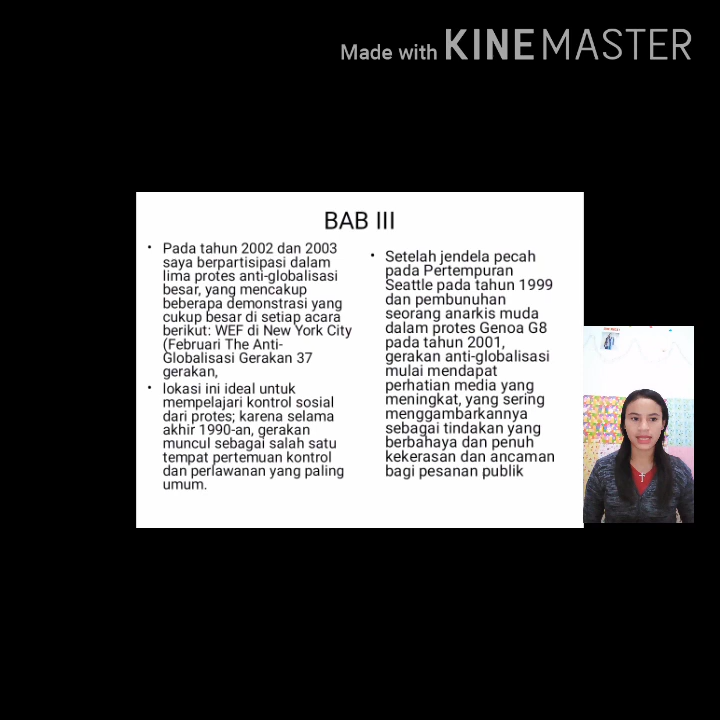 Made with KINEMASTER
BAB III
• Pada tahun 2002 dan 2003
saya berpartisipasi dalam
lima protes anti-globalisasi
besar, yang mencakup
beberapa demonstrasi yang
cukup besar di setiap acara
berikut: WEF di New York City
(Februari The Anti-
Globalisasi Gerakan 37
gerakan,
• lokasi ini ideal untuk
mempelajari kontrol sosial
dari protes; karena selama
akhir 1990-an, gerakan
muncul sebagai salah satu
tempat pertemuan kontrol
dan perlawanan yang paling
umum.
• Setelah jendela pecah
pada Pertempuran
Seattle pada tahun 1999
dan pembunuhan
seorang anarkis muda
dalam protes Genoa G8
pada tahun 2001,
gerakan anti-globalisasi
mulai mendapat
perhatian media yang
meningkat, yang sering
menggambarkannya
sebagai tindakan yang
berbahaya dan penuh
kekerasan dan ancaman
bagi pesanan publik